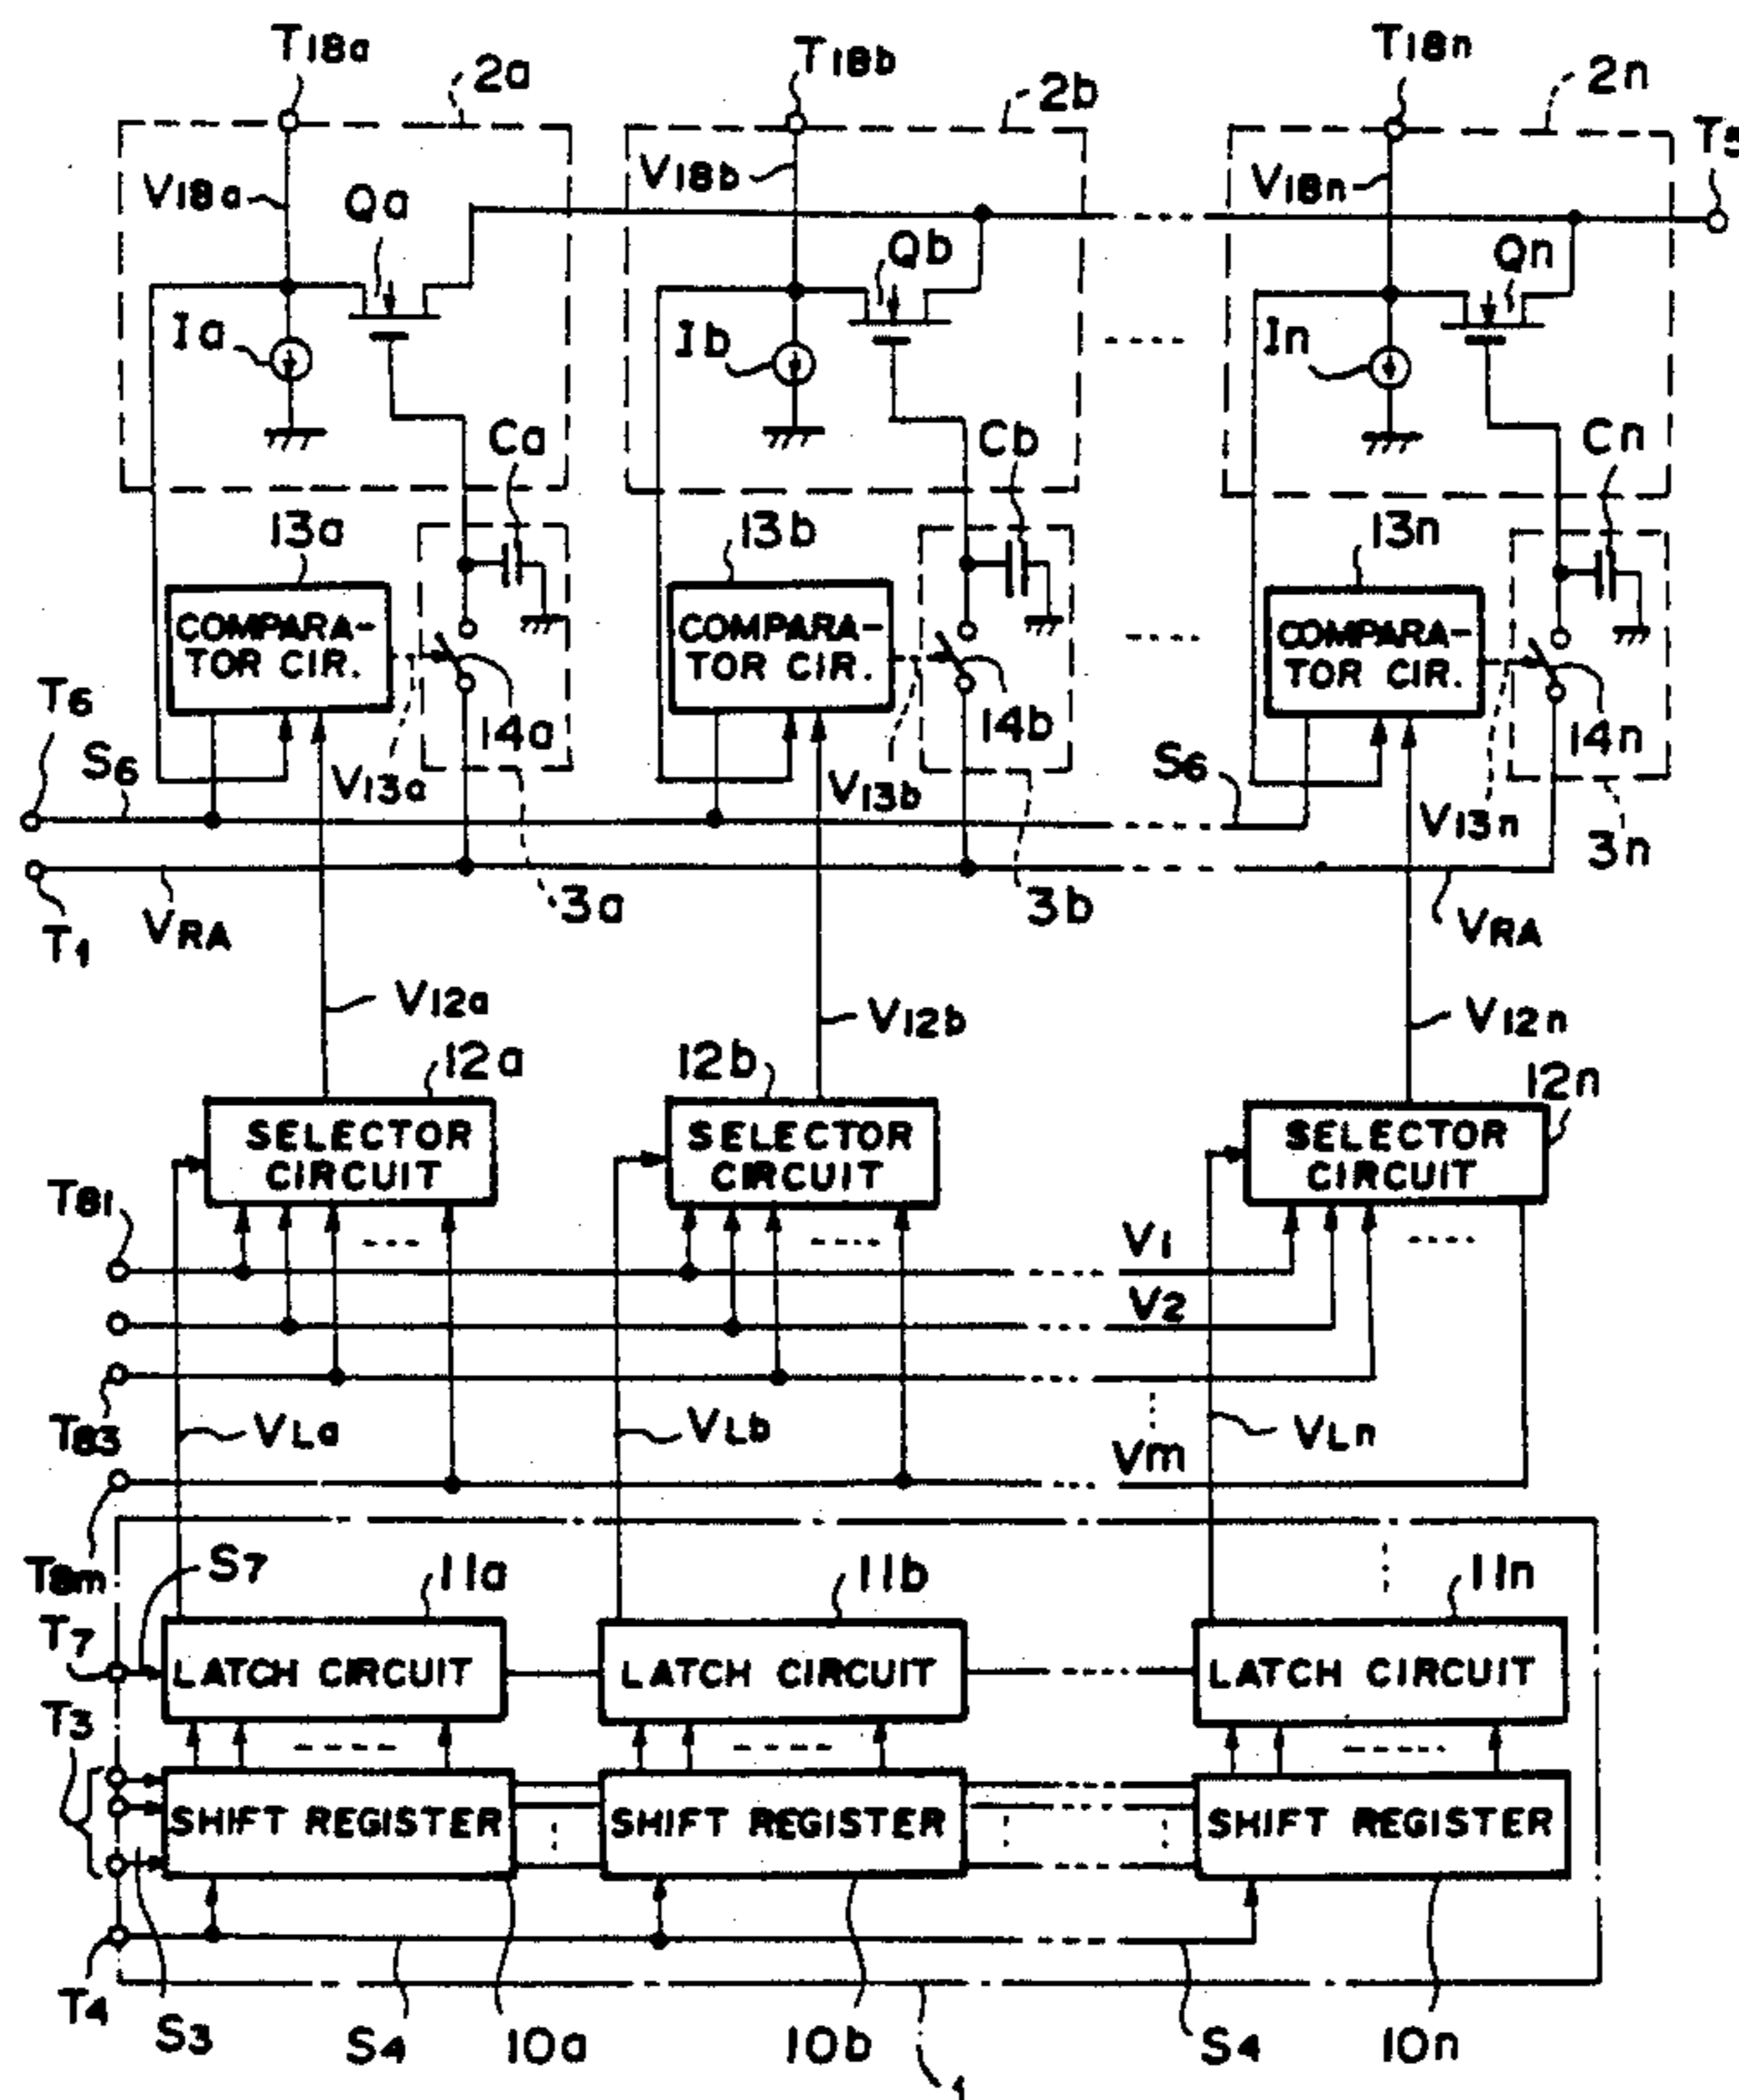 T18a
T18b
T18n
2a
2b
2n
T5
V18a
Qa
V18b
Qb
V18n
Qn
Ia
Ib
In
Ca
Cb
Cn
13a
13b
13n
COMPARA-
TOR CIR.
COMPARA-
TOR CIR.
COMPARA-
TOR CIR.
T6
S6
14a
14b
14n
V13a
V13b
S6
V13n
3n
T1
VRA
3a
3b
VRA
V12a
V12b
V12n
12a
12b
12n
SELECTOR
CIRCUIT
SELECTOR
CIRCUIT
SELECTOR
CIRCUIT
T81
V1
V2
T83
VLa
VLb
Vm
VLn
T8m
S7
11a
11b
11n
T7
LATCH CIRCUIT
LATCH CIRCUIT
LATCH CIRCUIT
T3
SHIFT REGISTER
SHIFT REGISTER
SHIFT REGISTER
T4
S3
S4
10a
10b
S4
10n
1